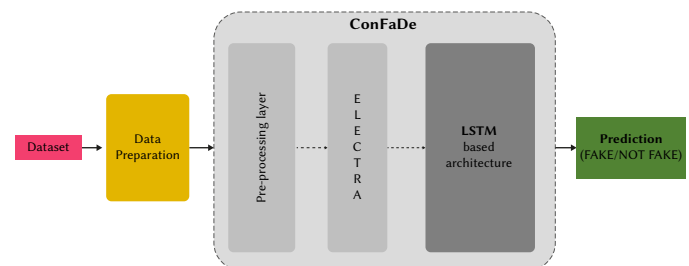 ConFaDe
Dataset
Data
Preparation
Pre-processing layer
E
L
E
C
T
R
A
LSTM
based
architecture
Prediction
(FAKE/NOT FAKE)